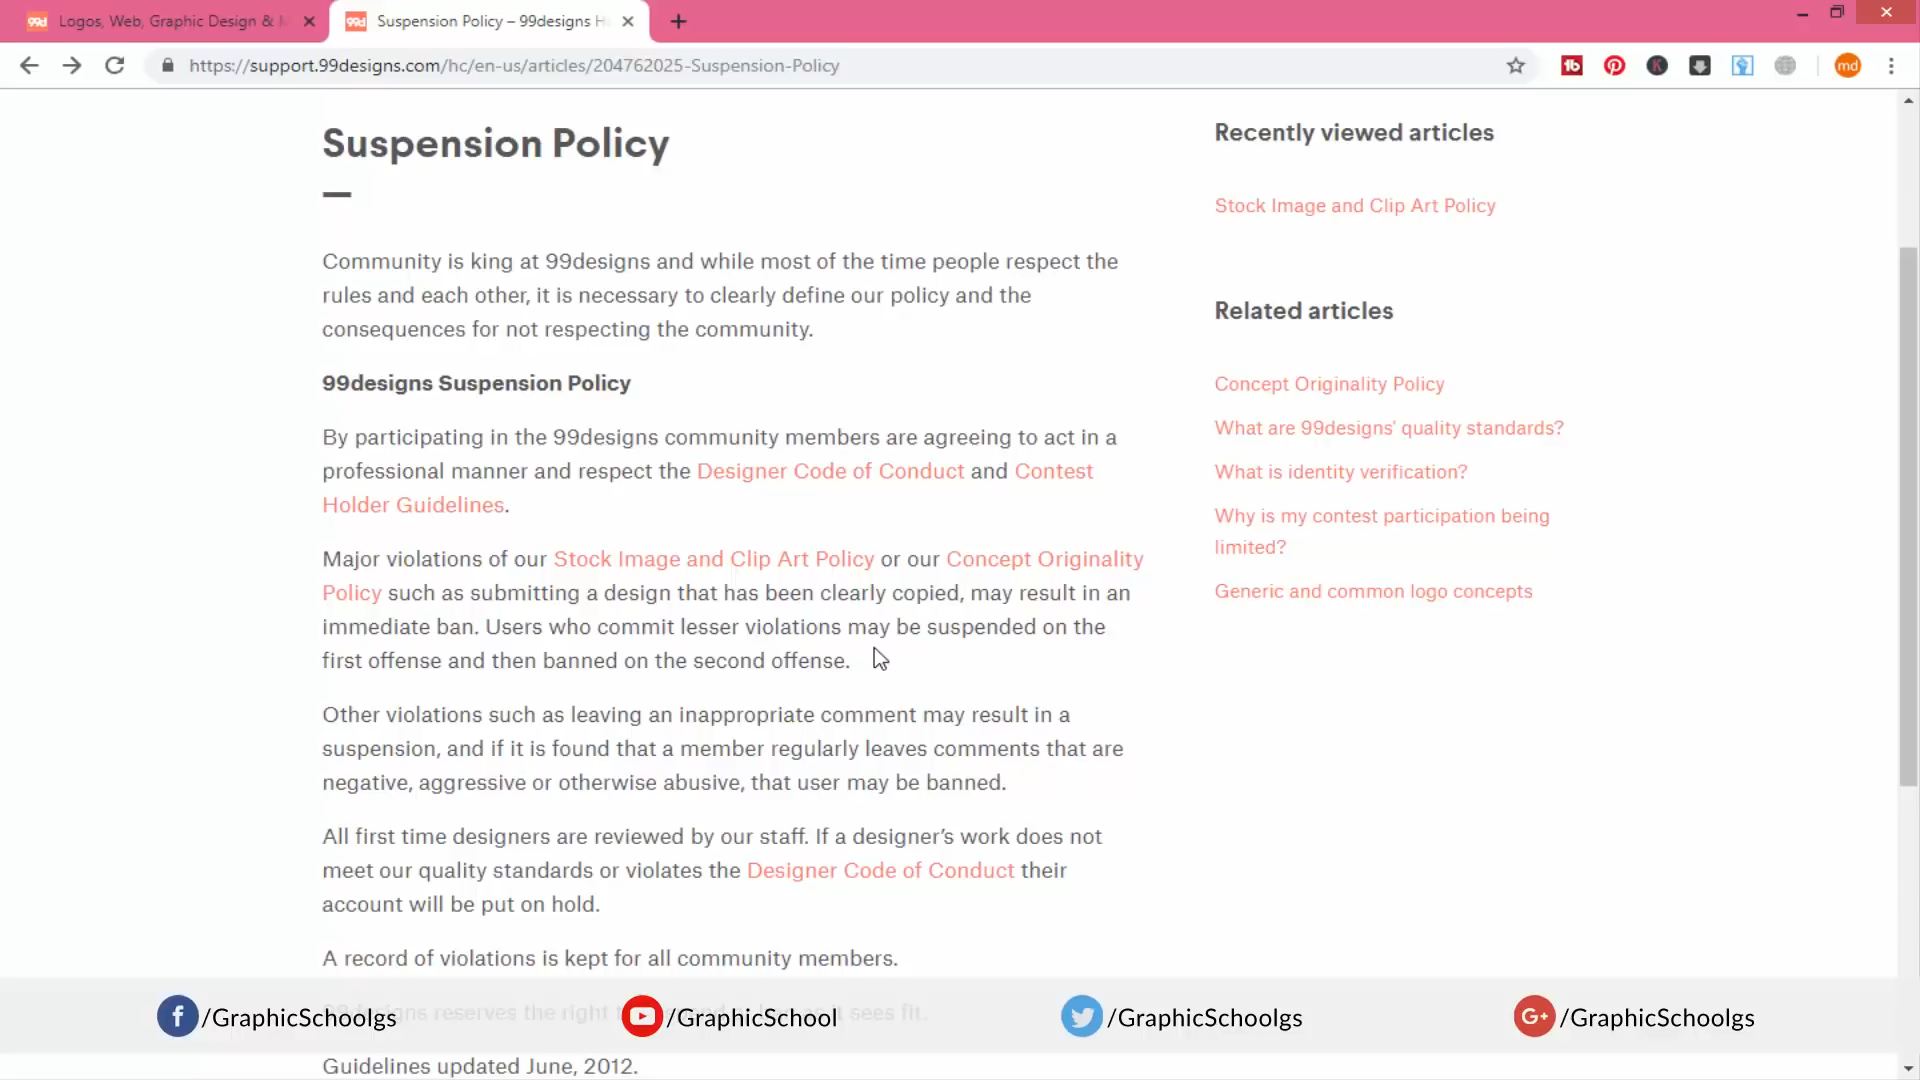 99d Logos, Web, Graphic Design &
99d Suspension Policy – 99designs H
https://support.99designs.com/hc/en-us/articles/204762025-Suspension-Policy
md
Suspension Policy
Community is king at 99designs and while most of the time people respect the
rules and each other, it is necessary to clearly define our policy and the
consequences for not respecting the community.
99designs Suspension Policy
By participating in the 99designs community members are agreeing to act in a
professional manner and respect the Designer Code of Conduct and Contest
Holder Guidelines.
Major violations of our Stock Image and Clip Art Policy or our Concept Originality
Policy such as submitting a design that has been clearly copied, may result in an
immediate ban. Users who commit lesser violations may be suspended on the
first offense and then banned on the second offense.
Other violations such as leaving an inappropriate comment may result in a
suspension, and if it is found that a member regularly leaves comments that are
negative, aggressive or otherwise abusive, that user may be banned.
All first time designers are reviewed by our staff. If a designer’s work does not
meet our quality standards or violates the Designer Code of Conduct their
account will be put on hold.
A record of violations is kept for all community members.
reserves the right sees fit.
Guidelines updated June, 2012.
Recently viewed articles
Stock Image and Clip Art Policy
Related articles
Concept Originality Policy
What are 99designs' quality standards?
What is identity verification?
Why is my contest participation being
limited?
Generic and common logo concepts
f /GraphicSchoolgs
/GraphicSchool
/GraphicSchoolgs
G+ /GraphicSchoolgs